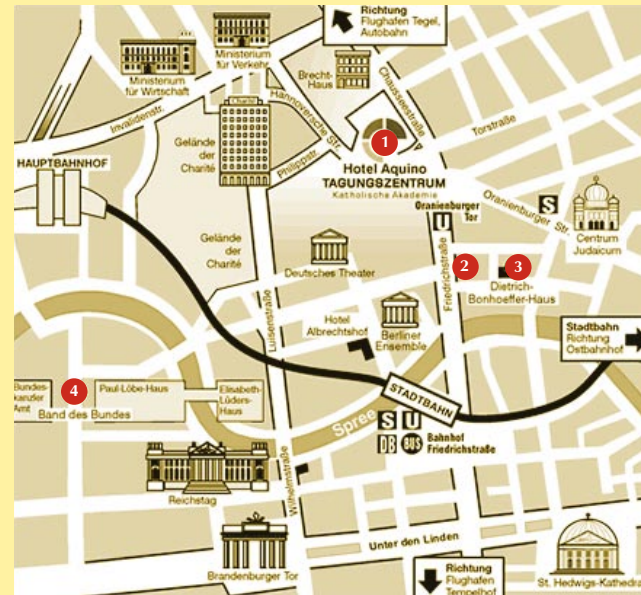 Richtung
Flughafen Tegel,
Autobahn
Ministerium
für Verkehr
Ministerium
für Wirtschaft
Brecht-
Haus
Chausseestraße
Hannoversche Str.
Invalidenstr.
Charité
Torstraße
Gelände
der
Charité
Philippstr.
1
HAUPTBAHNHOF
Hotel Aquino
TAGUNGSZENTRUM
Katholische Akademie
Oranienburger
Tor
U
Oranienburger Str.
S
Centrum
Judaicum
Gelände
der
Charité
Deutsches Theater
Friedrichstraße
2
3
Dietrich-
Bonhoeffer-Haus
Luisenstraße
Hotel
Albrechtshof
Berliner
Ensemble
Stadtbahn
Richtung
Ostbahnhof
Bundes-
kanzler
Amt
4
Paul-Löbe-Haus
Elisabeth-
Lüders-
Haus
Band des Bundes
STADTBAHN
Spree
S U
DB BUS
Bahnhof
Friedrichstraße
Reichstag
Wilhelmstraße
Unter den Linden
Brandenburger Tor
Richtung
Flughafen
Tempelhof
St. Hedwigs-Kathedra